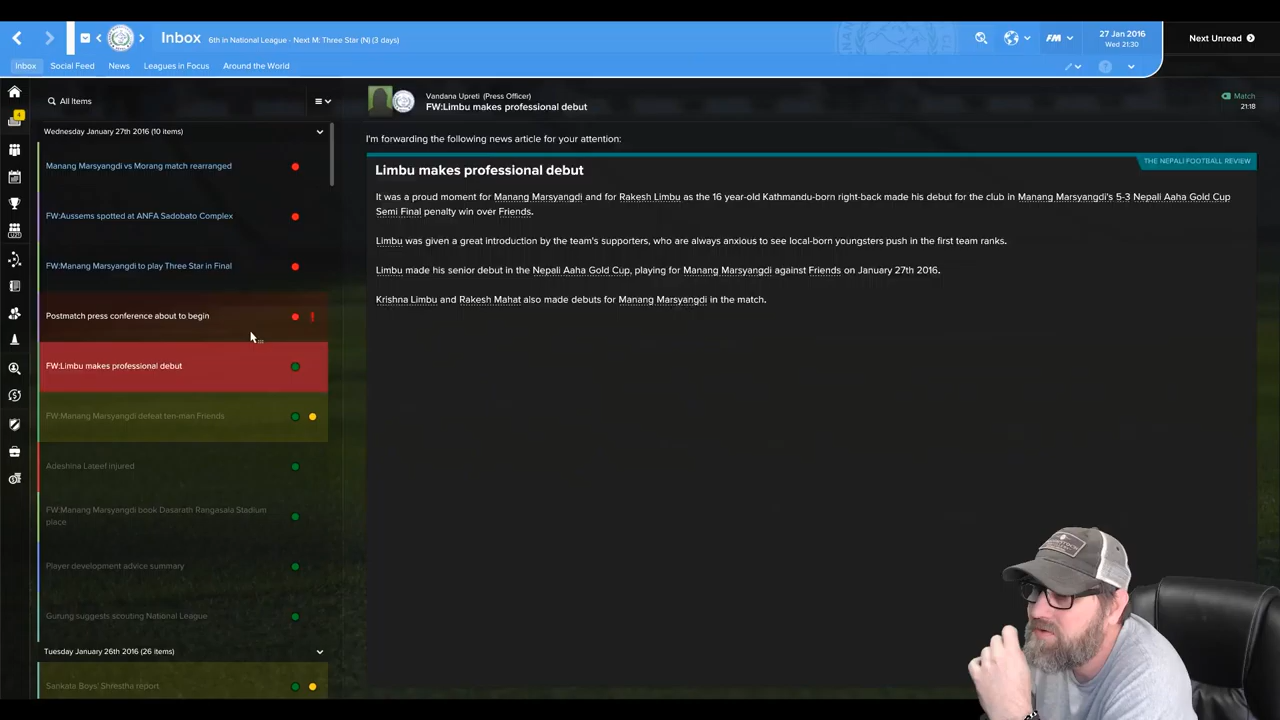 Inbox
6th in National League - Next M: Three Star (N) (3 days)
FM
27 Jan 2016
Wed 21:30
Next Unread
Inbox
Social Feed
News
Leagues in Focus
Around the World
4
All Items
Wednesday January 27th 2016 (10 items)
Manang Marsyangdi vs Morang match rearranged
FW:Aussems spotted at ANFA Sadobato Complex
FW:Manang Marsyangdi to play Three Star in Final
Postmatch press conference about to begin
FW:Limbu makes professional debut
FW:Manang Marsyangdi defeat ten-man Friends
Adeshina Lateef injured
FW:Manang Marsyangdi book Dasarath Rangasala Stadium
place
Player development advice summary
Gurung suggests scouting National League
Tuesday January 26th 2016 (26 items)
Sankata Boys' Shrestha report
Vandana Upreti (Press Officer)
FW:Limbu makes professional debut
Match
21:18
I'm forwarding the following news article for your attention:
THE NEPALI FOOTBALL REVIEW
Limbu makes professional debut
It was a proud moment for Manang Marsyangdi and for Rakesh Limbu as the 16 year-old Kathmandu-born right-back made his debut for the club in Manang Marsyangdi's 5-3 Nepali Aaha Gold Cup
Semi Final penalty win over Friends.
Limbu was given a great introduction by the team's supporters, who are always anxious to see local-born youngsters push in the first team ranks.
Limbu made his senior debut in the Nepali Aaha Gold Cup, playing for Manang Marsyangdi against Friends on January 27th 2016.
Krishna Limbu and Rakesh Mahat also made debuts for Manang Marsyangdi in the match.